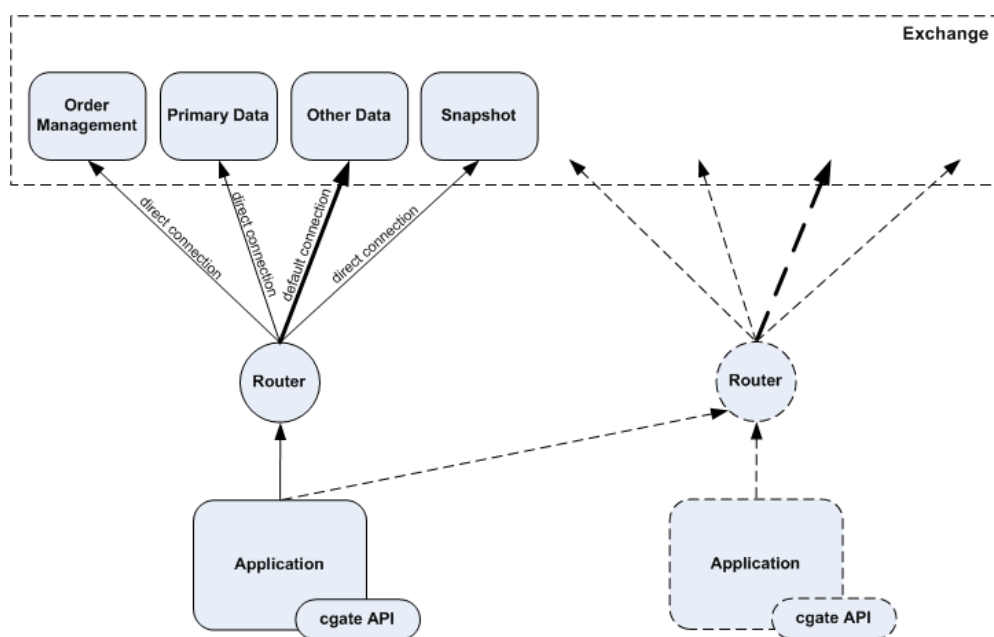 Exchange
Order
Management
Primary Data
Other Data
Snapshot
direct connection
direct connection
default connection
direct connection
Router
Router
Application
cgate API
Application
cgate API